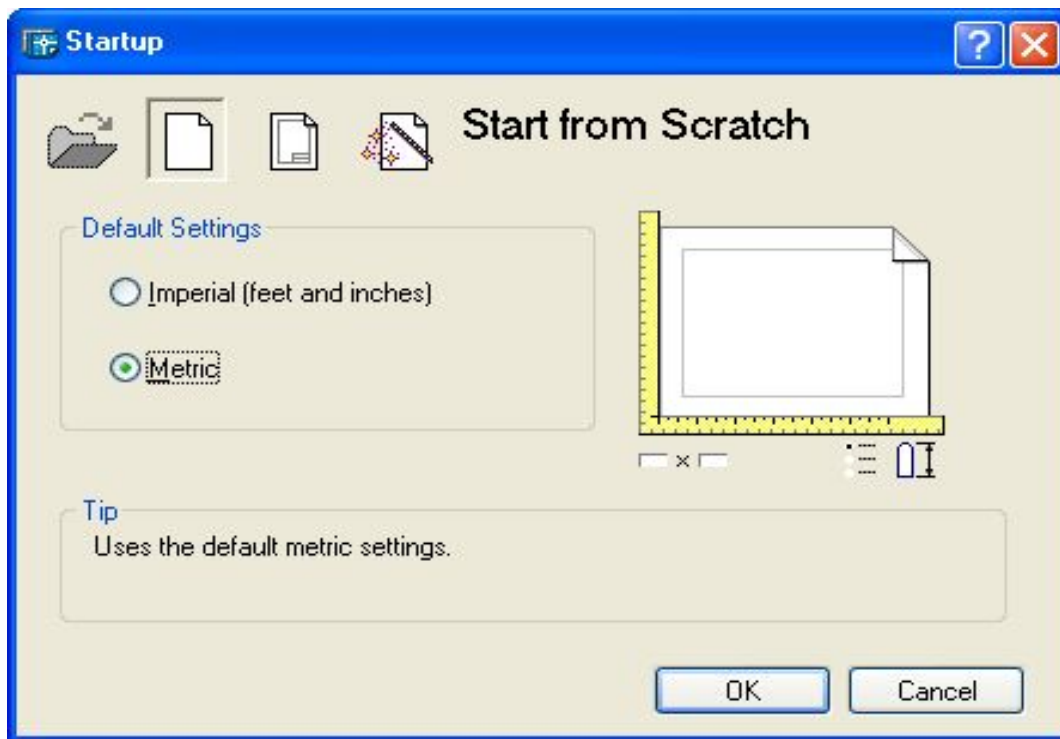 Startup
Start from Scratch
Default Settings
Imperial (feet and inches)
Metric
Tip
Uses the default metric settings.
OK
Cancel